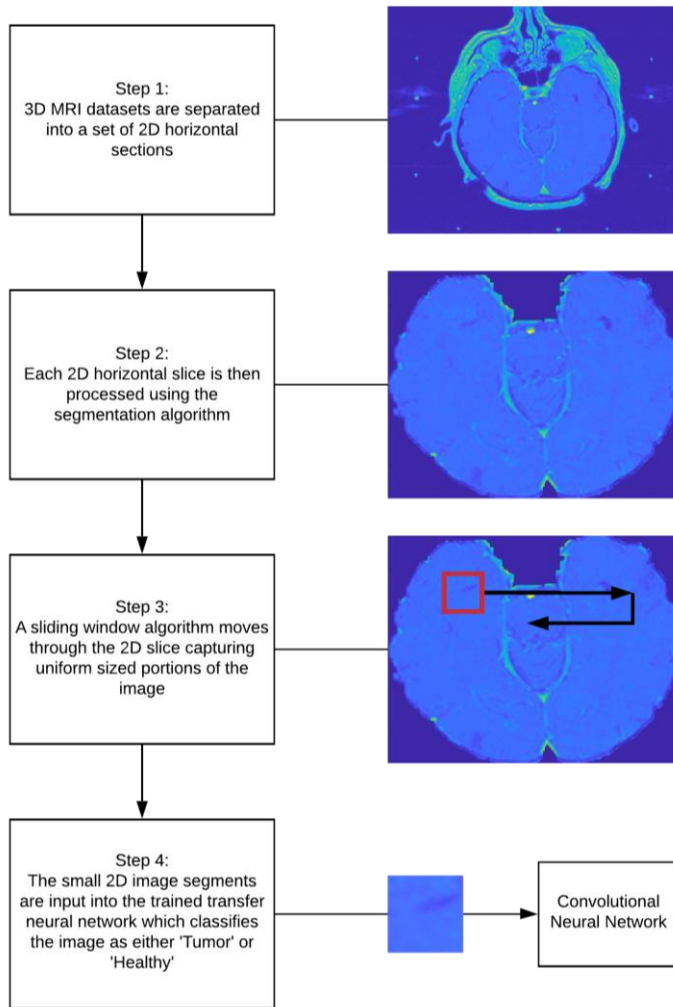 Step 1:
3D MRI datasets are separated
into a set of 2D horizontal
sections
Step 2:
Each 2D horizontal slice is then
processed using the
segmentation algorithm
Step 3:
A sliding window algorithm moves
through the 2D slice capturing
uniform sized portions of the
image
Step 4:
The small 2D image segments
are input into the trained transfer
neural network which classifies
the image as either 'Tumor' or
'Healthy'
Convolutional
Neural Network